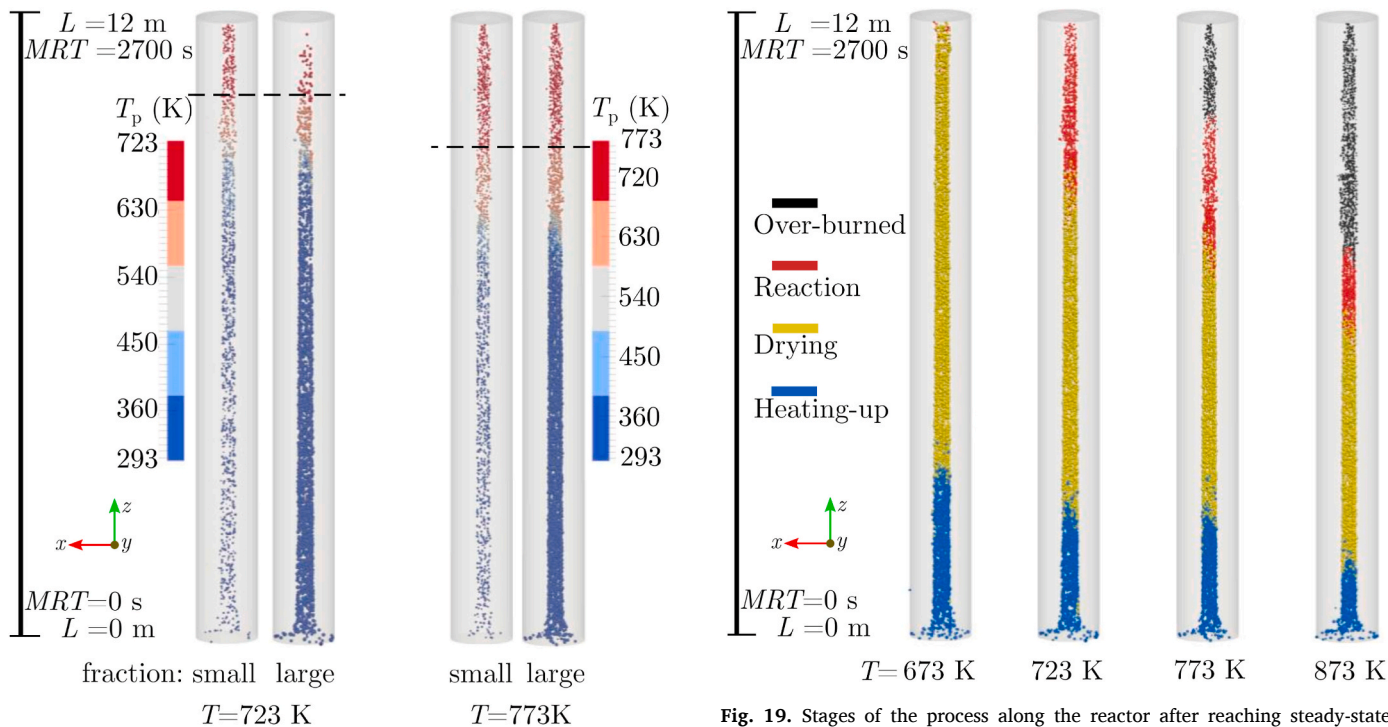 L =12 m
MRT =2700 s
Tp (K)
723
630
540
450
360
293
z
x
y
MRT=0 s
L =0 m
fraction: small large
T=723 K
Tp (K)
773
720
630
540
450
360
293
small large
T=773K
L =12 m
MRT =2700 s
Over-burned
Reaction
Drying
Heating-up
z
x
y
MRT=0 s
L =0 m
T= 673 K 723 K 773 K 873 K
Fig. 19. Stages of the process along the reactor after reaching steady-state